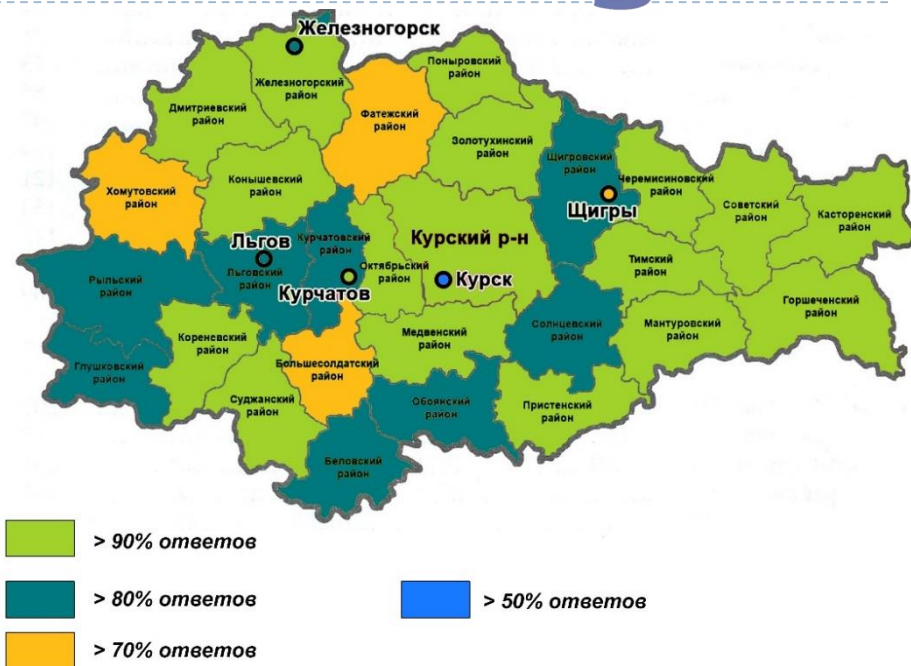 Железногорск
Поныровский
район
Железногорский
район
Дмитриевский
район
Фатежский
район
Золотухинский
район
Щигровский
район
Черемисиновский
район
Хомутовский
район
Конышевский
район
Щигры
Советский
район
Касторенский
район
Льгов
Курчатовский
район
Курский р-н
Рыльский
район
Льговский
район
Октябрьский
район
Тимский
район
Курчатов
Курск
Горшеченский
район
Кореневский
район
Медвенский
район
Солнцевский
район
Мантуровский
район
Глушковский
район
Большесолдатский
район
Суджанский
район
Обоянский
район
Пристенский
район
Беловский
район
> 90% ответов
> 80% ответов
> 50% ответов
> 70% ответов